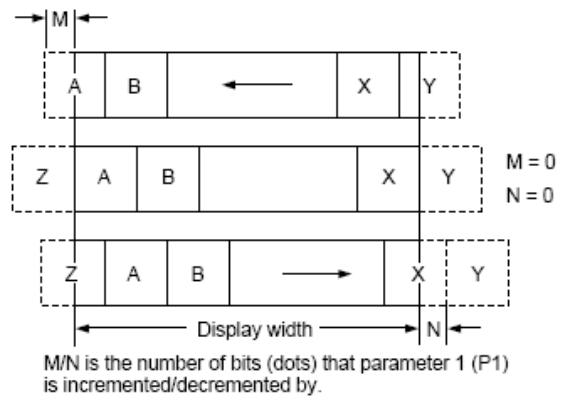 M
A B X Y
Z A B X Y
M = 0
N = 0
Z A B X Y
Display width N
M/N is the number of bits (dots) that parameter 1 (P1)
is incremented/decremented by.